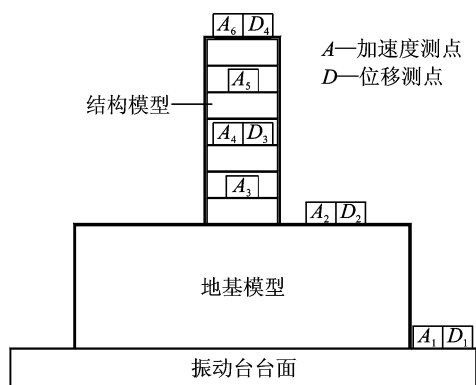 A₆ D₄
A—加速度测点
D—位移测点
A₅
结构模型
A₄ D₃
A₃
A₂ D₂
地基模型
A₁ D₁
振动台台面